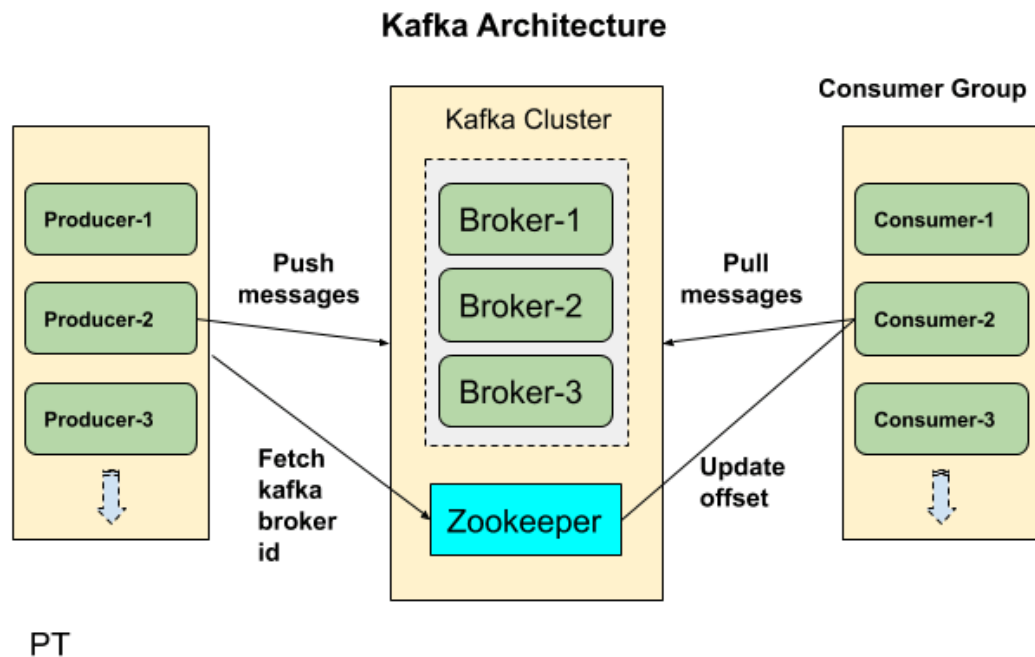 Kafka Architecture
Consumer Group
Kafka Cluster
Producer-1
Producer-2
Producer-3
Push
messages
Fetch
kafka
broker
id
Broker-1
Broker-2
Broker-3
Zookeeper
Pull
messages
Update
offset
Consumer-1
Consumer-2
Consumer-3
PT